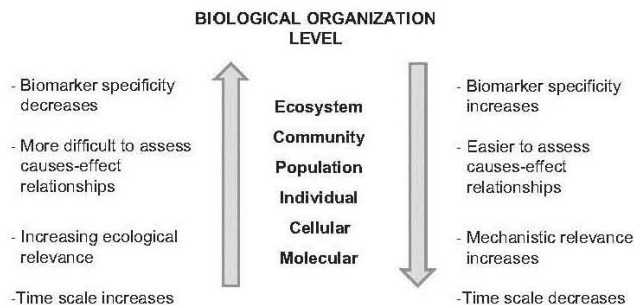 BIOLOGICAL ORGANIZATION
LEVEL
- Biomarker specificity
decreases
- More difficult to assess
causes-effect
relationships
- Increasing ecological
relevance
-Time scale increases
Ecosystem
Community
Population
Individual
Cellular
Molecular
- Biomarker specificity
increases
- Easier to assess
causes-effect
relationships
- Mechanistic relevance
increases
-Time scale decreases